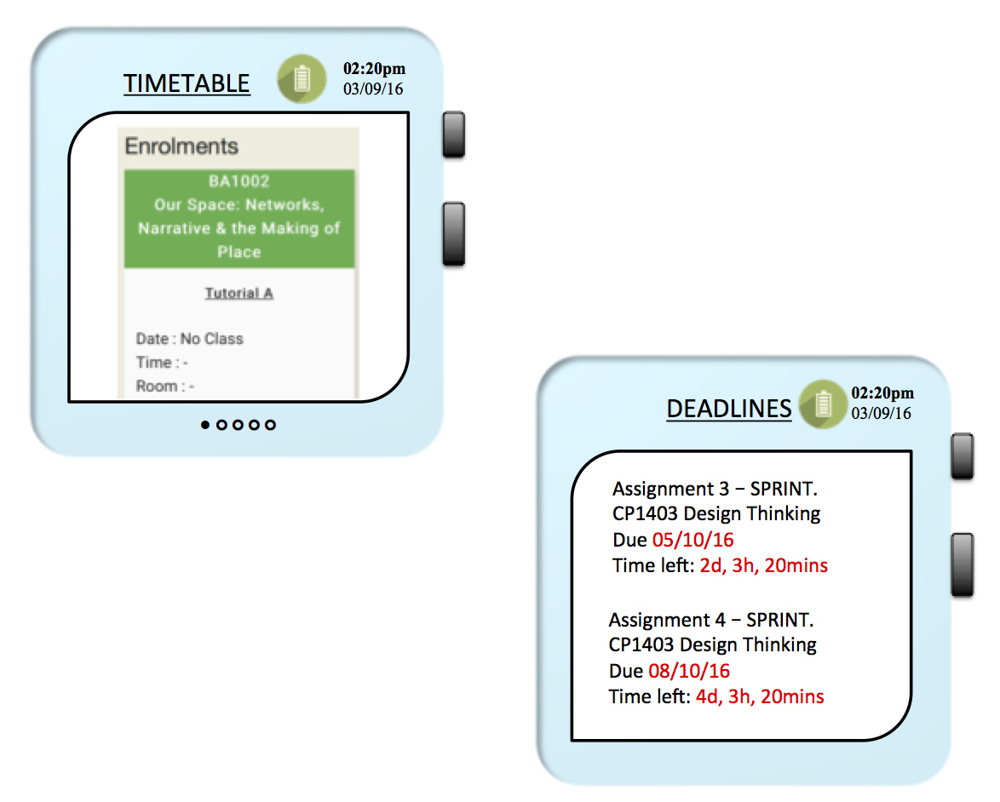 TIMETABLE
02:20pm
03/09/16
Enrolments
BA1002
Our Space: Networks,
Narrative & the Making of
Place
Tutorial A
Date : No Class
Time : -
Room : -
DEADLINES
02:20pm
03/09/16
Assignment 3 – SPRINT.
CP1403 Design Thinking
Due 05/10/16
Time left: 2d, 3h, 20mins
Assignment 4 – SPRINT.
CP1403 Design Thinking
Due 08/10/16
Time left: 4d, 3h, 20mins